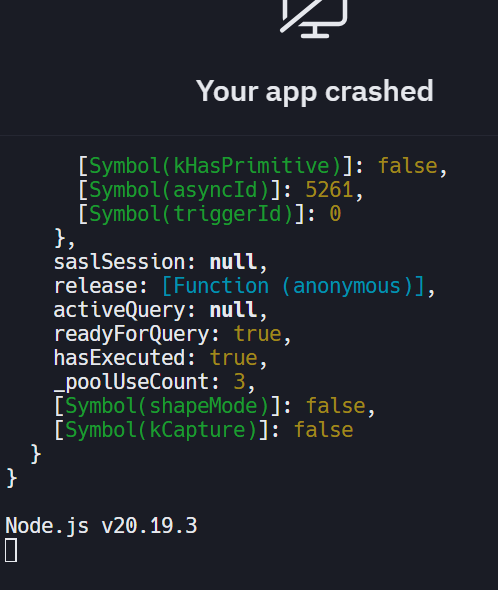 Your app crashed
[Symbol(kHasPrimitive)]: false,
[Symbol(asyncId)]: 5261,
[Symbol(triggerId)]: 0
},
saslSession: null,
release: [Function (anonymous)],
activeQuery: null,
readyForQuery: true,
hasExecuted: true,
_poolUseCount: 3,
[Symbol(shapeMode)]: false,
[Symbol(kCapture)]: false
}
}
Node.js v20.19.3